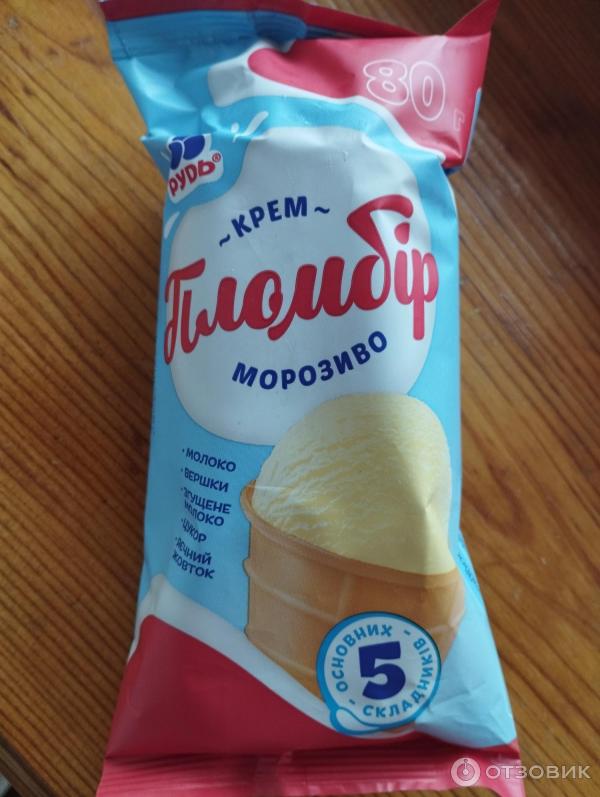 80 г
РУДЬ®
~КРЕМ~
Пломбір
МОРОЗИВО
· МОЛОКО
· ВЕРШКИ
· ЗГУЩЕНЕ
МОЛОКО
· ЦУКОР
· ЯЄЧНИЙ
ЖОВТОК
ОСНОВНИХ
5
СКЛАДНИКІВ
ОТЗОВИК